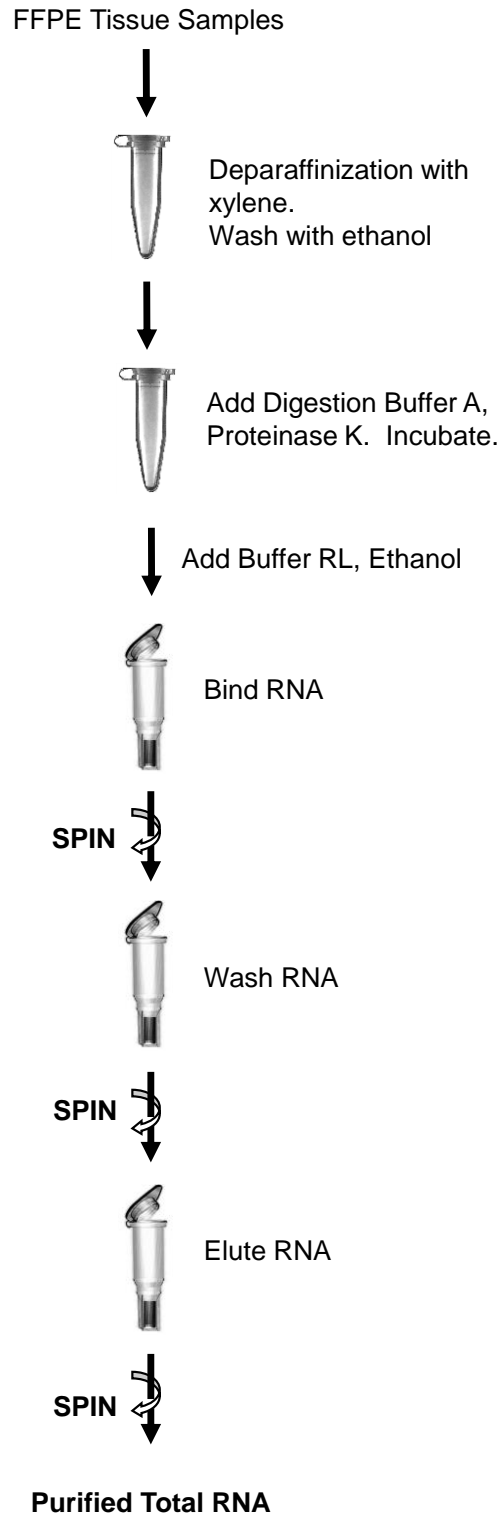 FFPE Tissue Samples
Deparaffinization with
xylene.
Wash with ethanol
Add Digestion Buffer A,
Proteinase K.  Incubate.
Add Buffer RL, Ethanol
Bind RNA
SPIN
Wash RNA
SPIN
Elute RNA
SPIN
Purified Total RNA